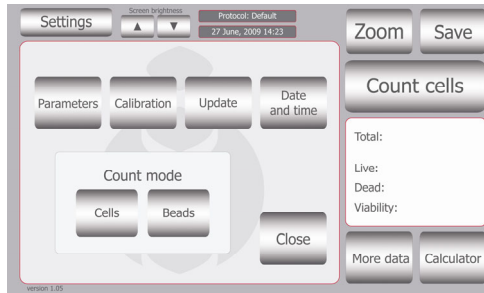 Settings
Screen brightness
Protocol: Default
27 June, 2009 14:23
Zoom
Save
Parameters
Calibration
Update
Date
and time
Count cells
Total:
Live:
Dead:
Viability:
Count mode
Cells
Beads
Close
More data
Calculator
version 1.05